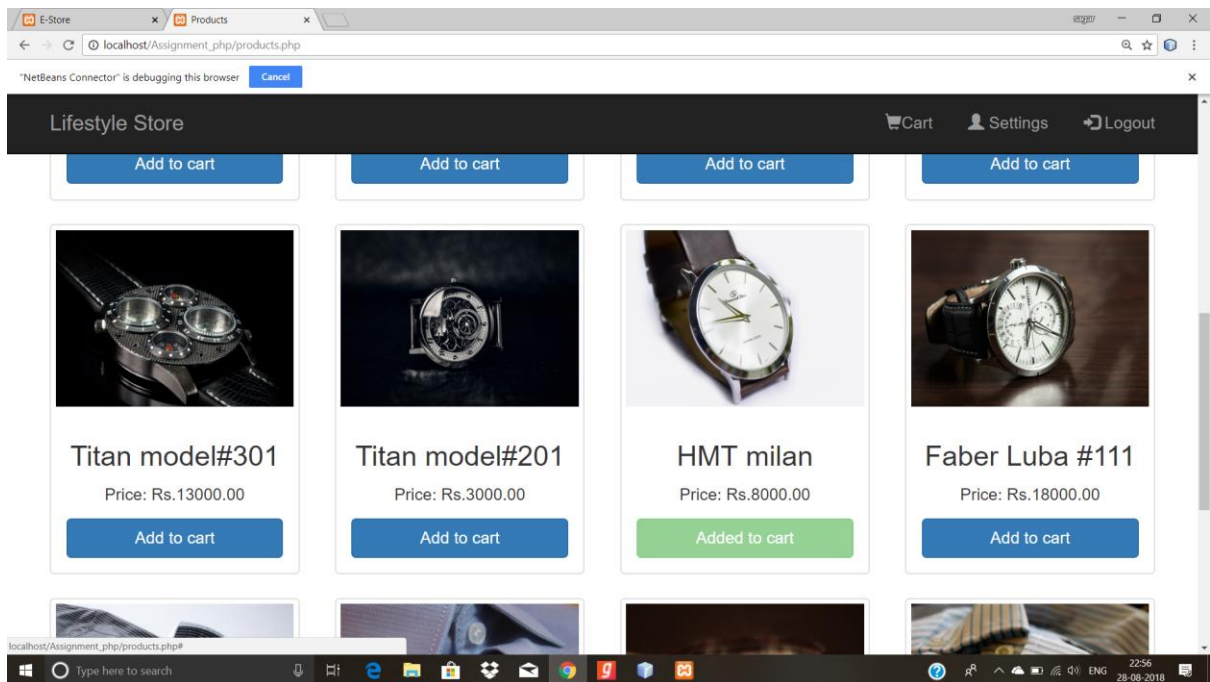 E-Store
Products
localhost/Assignment_php/products.php
"NetBeans Connector" is debugging this browser
Cancel
Lifestyle Store
Cart
Settings
Logout
Add to cart
Add to cart
Add to cart
Add to cart
Titan model#301
Titan model#201
HMT milan
Faber Luba #111
Price: Rs.13000.00
Price: Rs.3000.00
Price: Rs.8000.00
Price: Rs.18000.00
Add to cart
Add to cart
Added to cart
Add to cart
localhost/Assignment_php/products.php#
Type here to search
ENG
22:56
28-08-2018